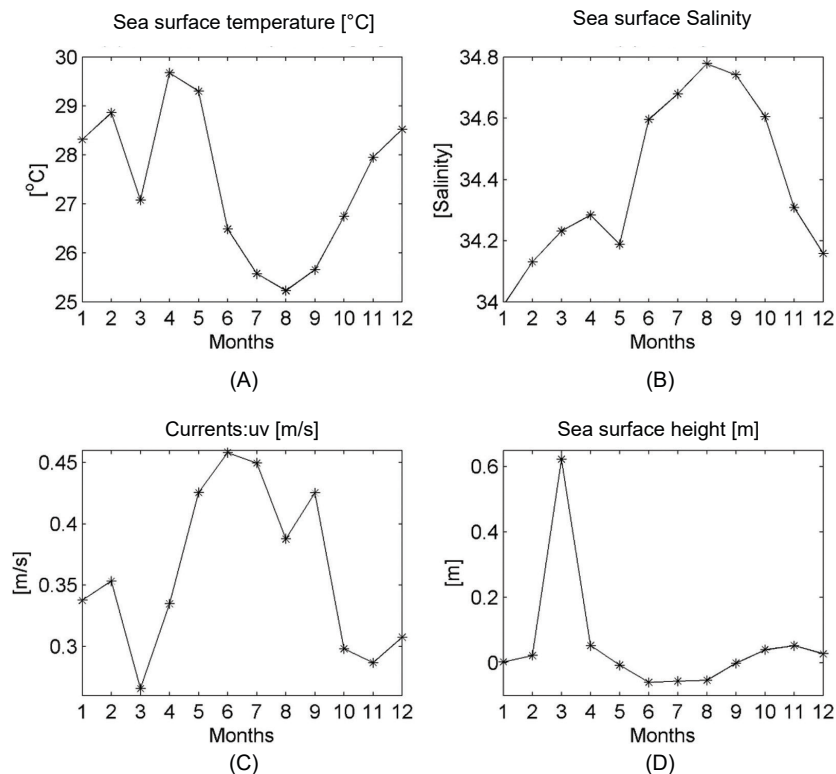 Sea surface temperature [°C]
30
29
28
27
26
25
[°C]
1 2 3 4 5 6 7 8 9 10 11 12
Months
(A)
Sea surface Salinity
34.8
34.6
34.4
34.2
34
[Salinity]
1 2 3 4 5 6 7 8 9 10 11 12
Months
(B)
Currents:uv [m/s]
0.45
0.4
0.35
0.3
[m/s]
1 2 3 4 5 6 7 8 9 10 11 12
Months
(C)
Sea surface height [m]
0.6
0.4
0.2
0
[m]
1 2 3 4 5 6 7 8 9 10 11 12
Months
(D)